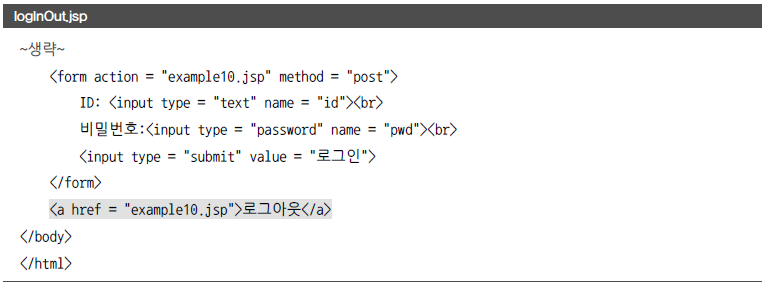 logInOut.jsp
~생략~
<form action = "example10.jsp" method = "post">
ID: <input type = "text" name = "id"><br>
비밀번호:<input type = "password" name = "pwd"><br>
<input type = "submit" value = "로그인">
</form>
<a href = "example10.jsp">로그아웃</a>
</body>
</html>